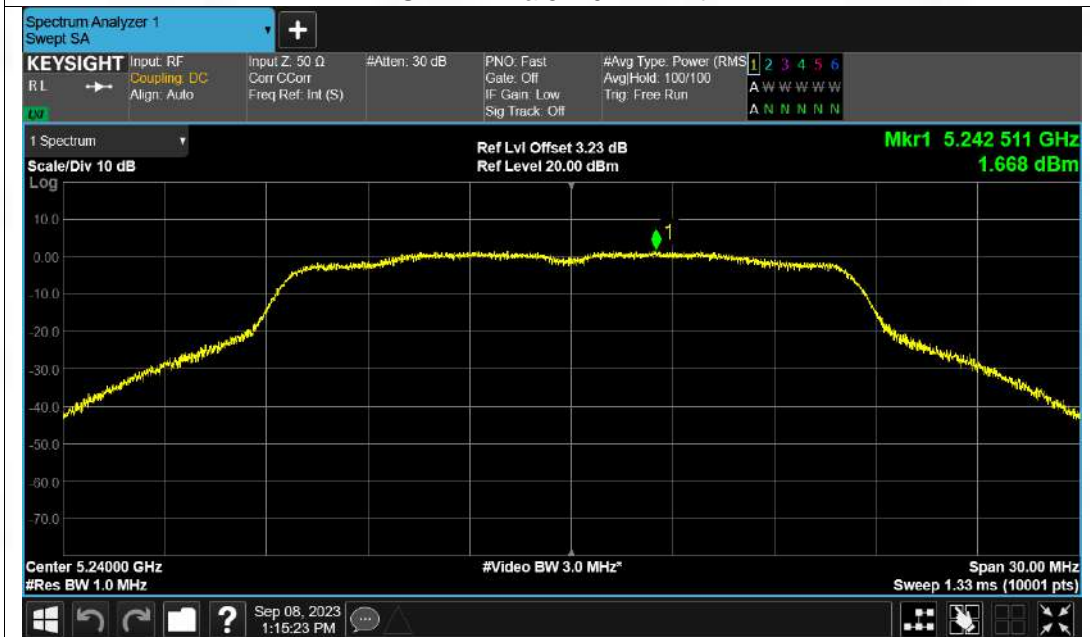 Spectrum Analyzer 1
Swept SA
+
KEYSIGHT Input: RF Input Z: 50 Ω #Atten: 30 dB PNO: Fast #Avg Type: Power (RMS 1 2 3 4 5 6
RL Coupling: DC Corr CCorr Gate: Off Avg|Hold: 100/100 A W W W W W
Align: Auto Freq Ref: Int (S) IF Gain: Low Trig: Free Run
Sig Track: Off A N N N N N
LXI
1 Spectrum Ref Lvl Offset 3.23 dB Mkr1 5.242 511 GHz
Scale/Div 10 dB Ref Level 20.00 dBm 1.668 dBm
Log
10.0
1
0.00
-10.0
-20.0
-30.0
-40.0
-50.0
-60.0
-70.0
Center 5.24000 GHz #Video BW 3.0 MHz* Span 30.00 MHz
#Res BW 1.0 MHz Sweep 1.33 ms (10001 pts)
? Sep 08, 2023
1:15:23 PM